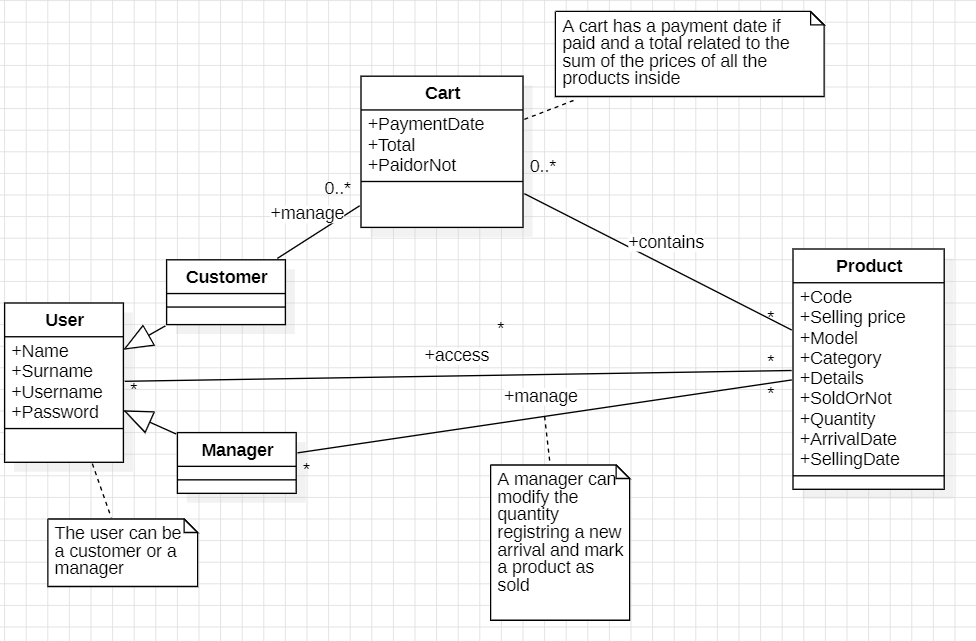 A cart has a payment date if
paid and a total related to the
sum of the prices of all the
products inside
Cart
+PaymentDate
+Total
+PaidorNot
0..*
0..*
+manage
+contains
Customer
Product
+Code
+Selling price
+Model
+Category
+Details
+SoldOrNot
+Quantity
+ArrivalDate
+SellingDate
User
+Name
+Surname
+Username
+Password
*
*
+access
*
*
+manage
*
Manager
*
A manager can
modify the
quantity
registring a new
arrival and mark
a product as
sold
The user can be
a customer or a
manager